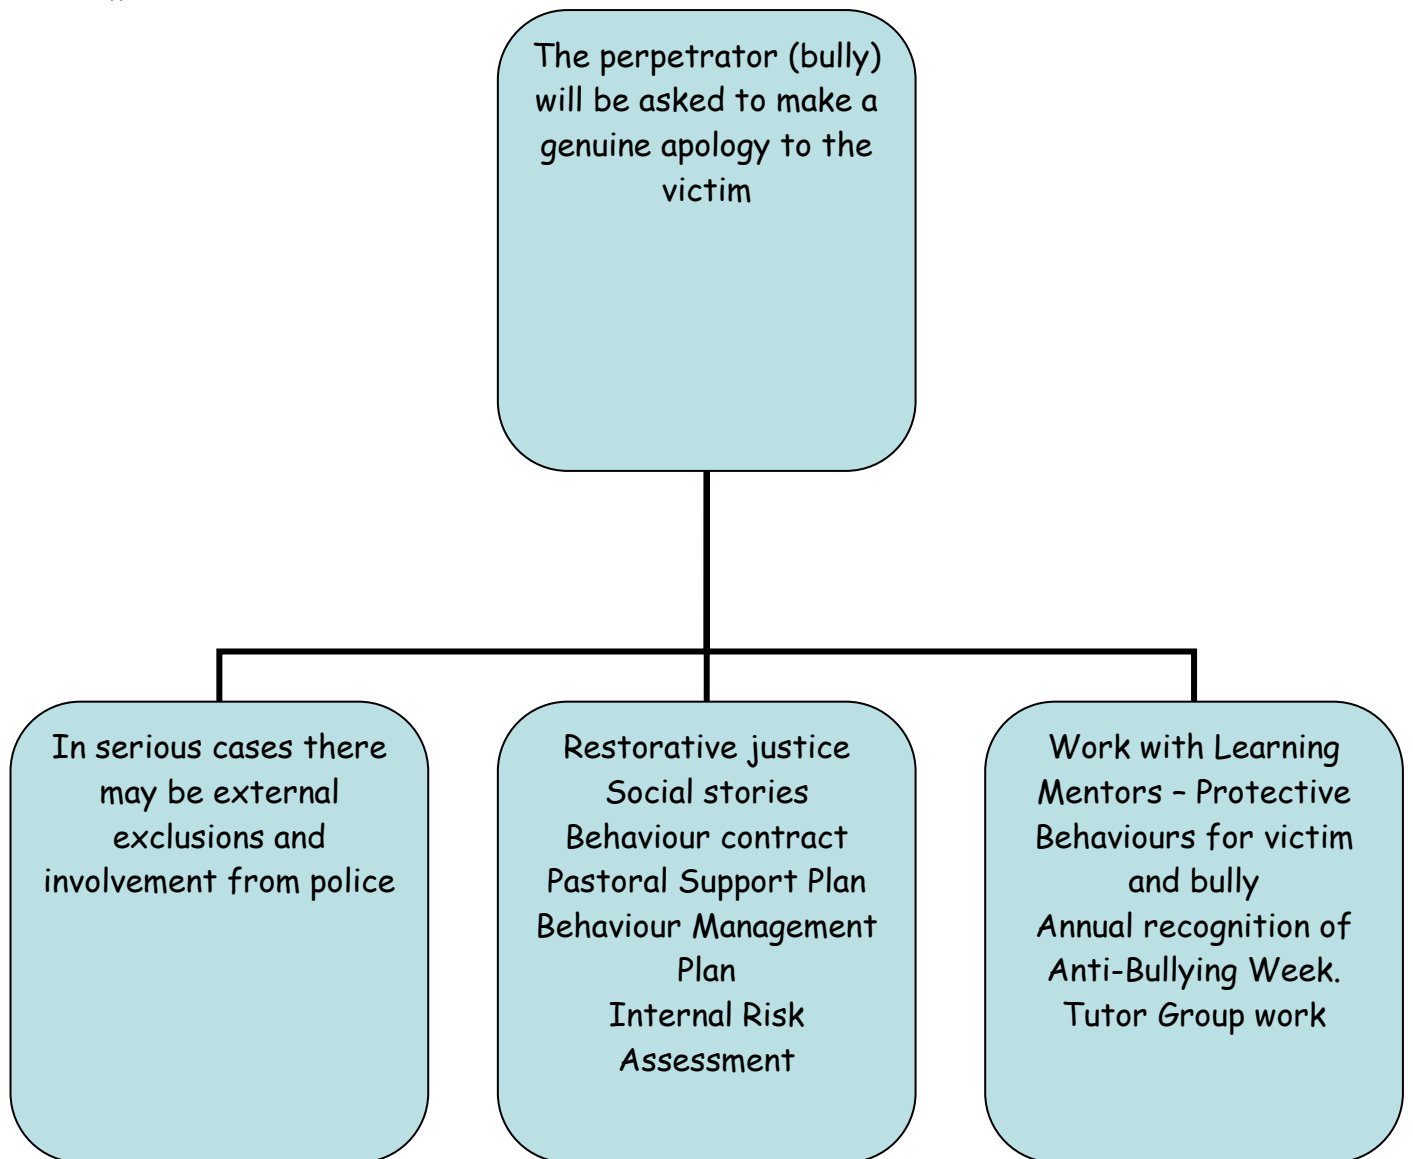 The perpetrator (bully)
will be asked to make a
genuine apology to the
victim
In serious cases there
may be external
exclusions and
involvement from police
Restorative justice
Social stories
Behaviour contract
Pastoral Support Plan
Behaviour Management
Plan
Internal Risk
Assessment
Work with Learning
Mentors – Protective
Behaviours for victim
and bully
Annual recognition of
Anti-Bullying Week.
Tutor Group work